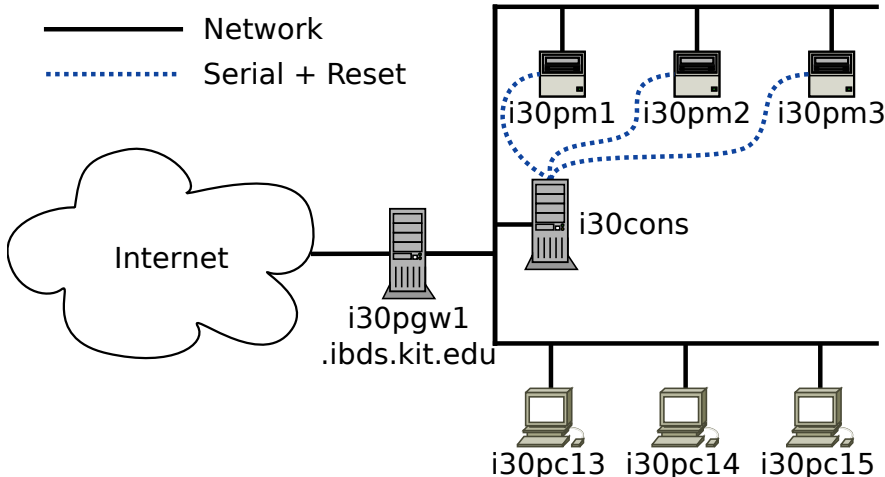 Network
Serial + Reset
i30pm1
i30pm2
i30pm3
i30cons
Internet
i30pgw1
.ibds.kit.edu
i30pc13
i30pc14
i30pc15